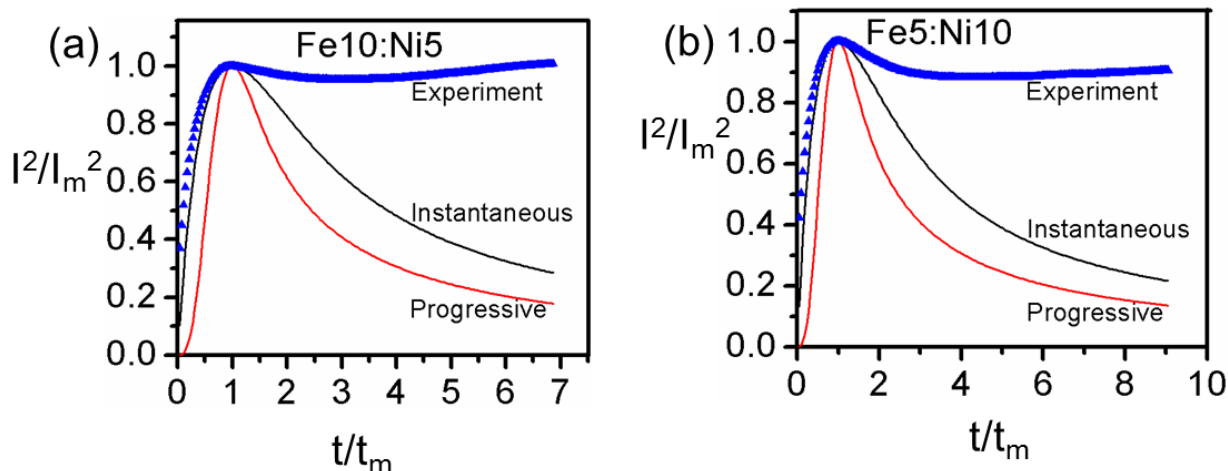 (a)
Fe10:Ni5
I²/Iₘ²
1.0
0.8
0.6
0.4
0.2
0.0
Experiment
Instantaneous
Progressive
0 1 2 3 4 5 6 7
t/tₘ
(b)
Fe5:Ni10
I²/Iₘ²
1.0
0.8
0.6
0.4
0.2
0.0
Experiment
Instantaneous
Progressive
0 2 4 6 8 10
t/tₘ